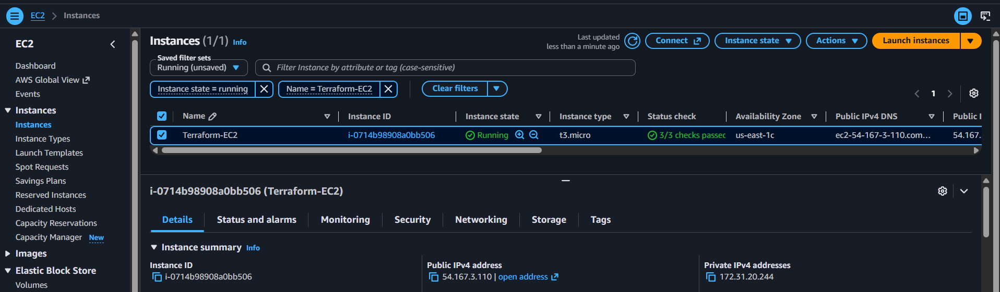 EC2 > Instances
EC2
Dashboard
AWS Global View
Events
Instances
Instances
Instance Types
Launch Templates
Spot Requests
Savings Plans
Reserved Instances
Dedicated Hosts
Capacity Reservations
Capacity Manager New
Images
Elastic Block Store
Volumes
Instances (1/1) Info
Last updated
less than a minute ago
Connect
Instance state
Actions
Launch instances
Saved filter sets
Running (unsaved)
Filter Instance by attribute or tag (case-sensitive)
Instance state = running
Name = Terraform-EC2
Clear filters
1
Name Instance ID Instance state Instance type Status check Availability Zone Public IPv4 DNS Public I
Terraform-EC2 i-0714b98908a0bb506 Running t3.micro 3/3 checks passec us-east-1c ec2-54-167-3-110.com... 54.167.
i-0714b98908a0bb506 (Terraform-EC2)
Details Status and alarms Monitoring Security Networking Storage Tags
Instance summary Info
Instance ID Public IPv4 address Private IPv4 addresses
i-0714b98908a0bb506 54.167.3.110 | open address 172.31.20.244